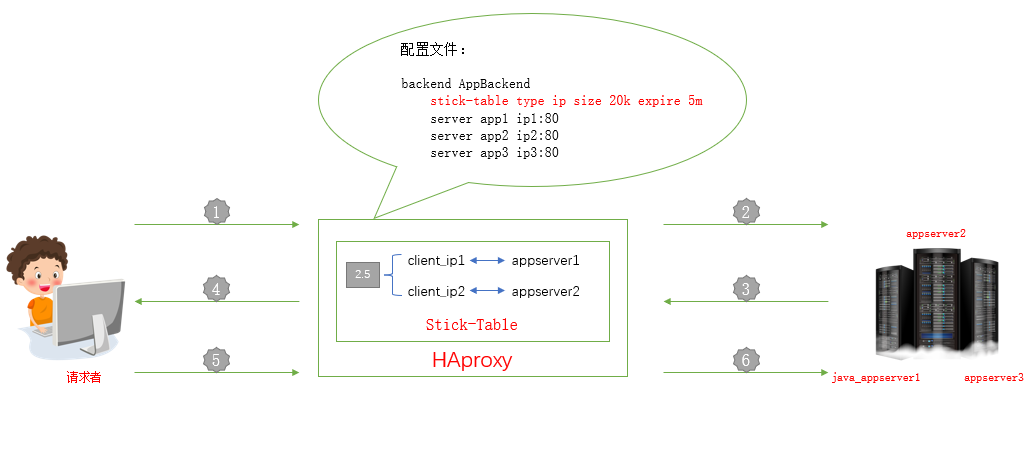 配置文件：
backend AppBackend
stick-table type ip size 20k expire 5m
server app1 ip1:80
server app2 ip2:80
server app3 ip3:80
1
2
appserver2
2.5
client_ip1
appserver1
client_ip2
appserver2
4
3
Stick-Table
HAproxy
5
6
请求者
java_appserver1
appserver3